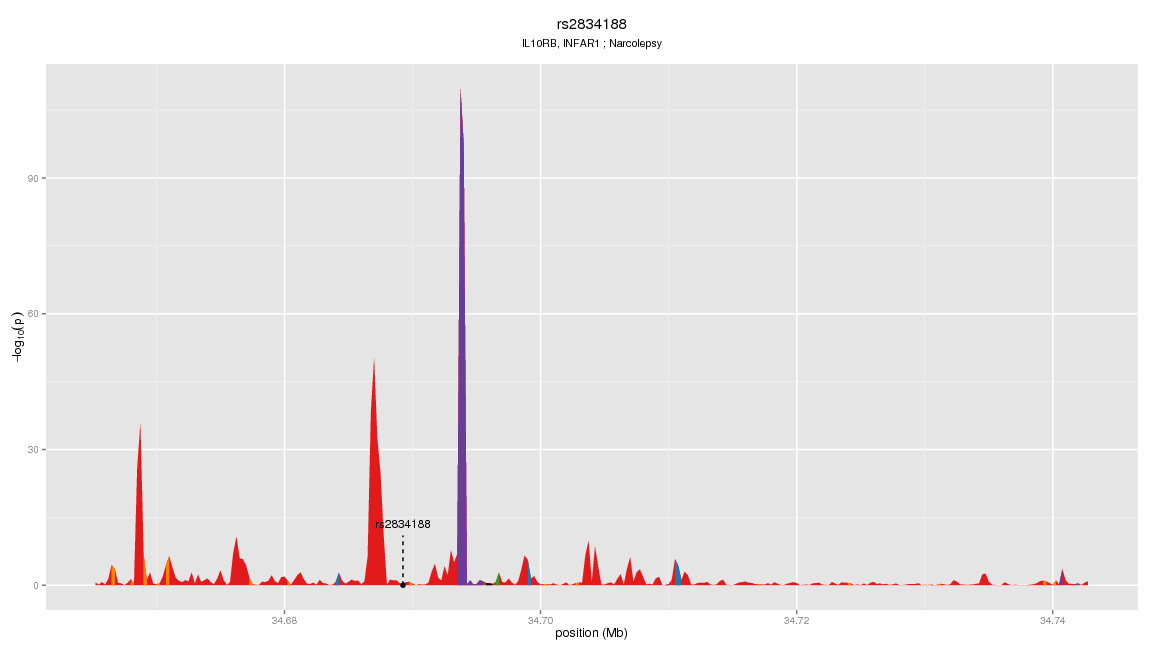 rs2834188
IL10RB, INFAR1 ; Narcolepsy
90
60
30
0
−log10(p)
rs2834188
34.68
34.70
34.72
34.74
position (Mb)